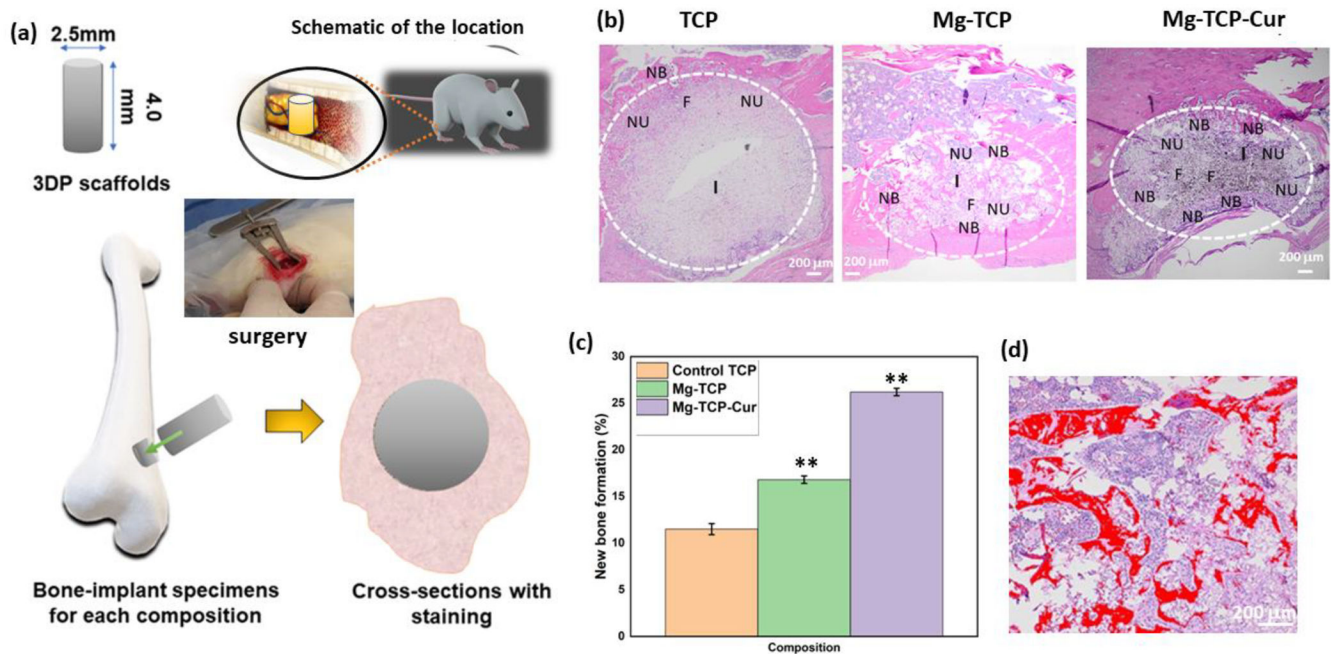 (a)
2.5mm
4.0
mm
3DP scaffolds
Schematic of the location
surgery
Bone-implant specimens
for each composition
Cross-sections with
staining
(b)
TCP
Mg-TCP
Mg-TCP-Cur
NB
F
NU
NU
I
200 μm
NU
NB
I
NB
F
NU
NB
200 μm
NB
NB
NU
I
NU
F
F
NB
NB
NB
NU
200 μm
(c)
30
25
20
15
10
5
0
New bone formation (%)
Control TCP
Mg-TCP
Mg-TCP-Cur
**
**
Composition
(d)
200 μm